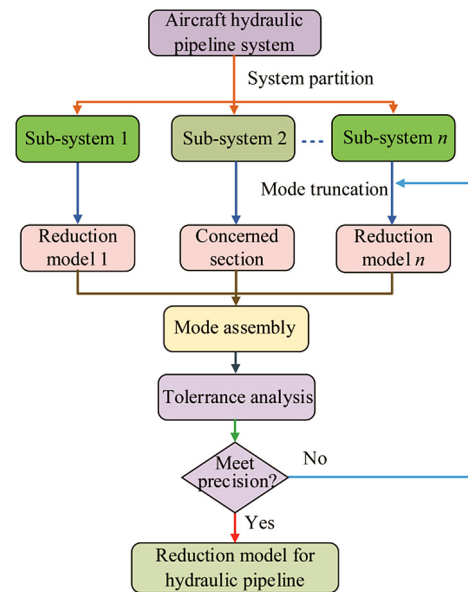 Aircraft hydraulic
pipeline system
System partition
Sub-system 1
Sub-system 2
Sub-system n
Mode truncation
Reduction
model 1
Concerned
section
Reduction
model n
Mode assembly
Tolerrance analysis
Meet
precision?
No
Yes
Reduction model for
hydraulic pipeline